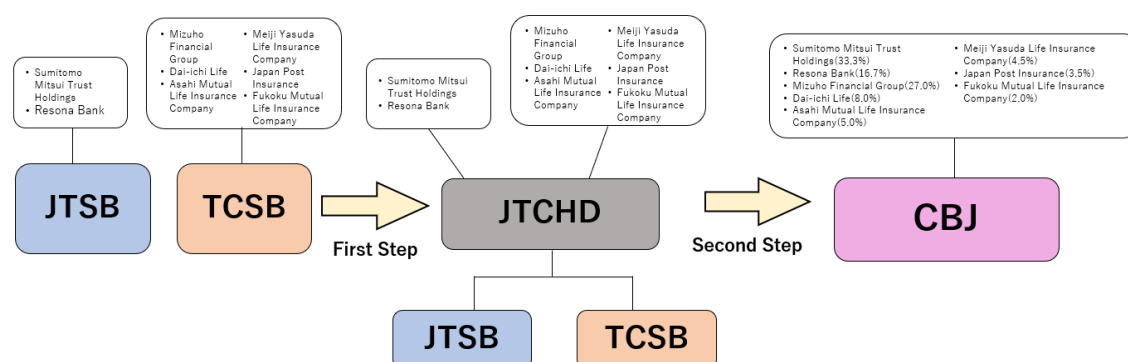 • Sumitomo
Mitsui Trust
Holdings
• Resona Bank
• Mizuho
Financial
Group
• Dai-ichi Life
• Asahi Mutual
Life Insurance
Company
• Meiji Yasuda
Life Insurance
Company
• Japan Post
Insurance
• Fukoku Mutual
Life Insurance
Company
• Sumitomo Mitsui
Trust Holdings
• Resona Bank
• Mizuho
Financial
Group
• Dai-ichi Life
• Asahi Mutual
Life Insurance
Company
• Meiji Yasuda
Life Insurance
Company
• Japan Post
Insurance
• Fukoku Mutual
Life Insurance
Company
• Sumitomo Mitsui Trust
Holdings(33,3%)
• Resona Bank(16,7%)
• Mizuho Financial Group(27,0%)
• Dai-ichi Life(8,0%)
• Asahi Mutual Life Insurance
Company(5,0%)
• Meiji Yasuda Life Insurance
Company(4,5%)
• Japan Post Insurance(3,5%)
• Fukoku Mutual Life Insurance
Company(2,0%)
JTSB
TCSB
First Step
JTCHD
Second Step
CBJ
JTSB
TCSB